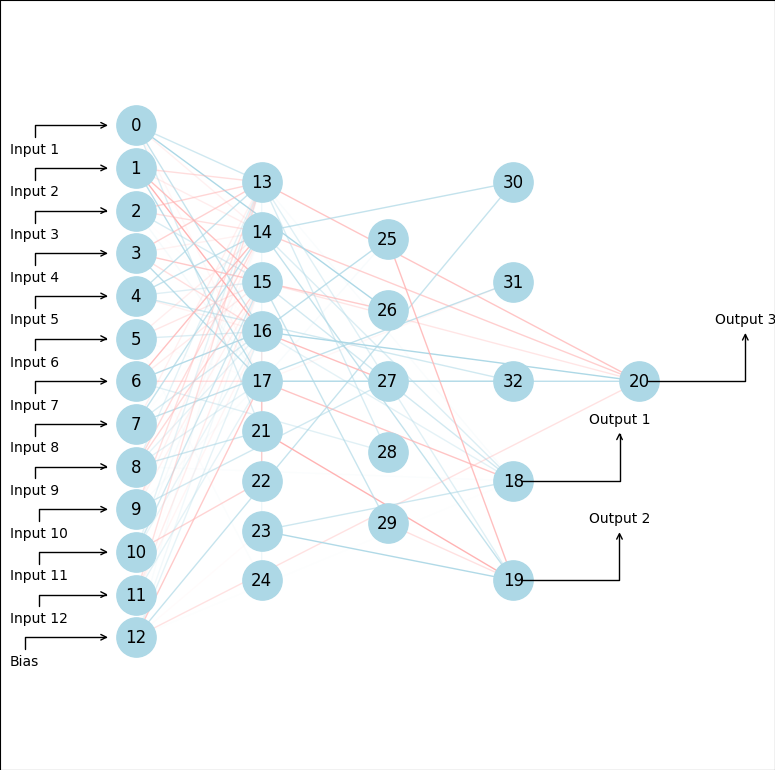 0
Input 1
1
Input 2
2
Input 3
3
Input 4
4
Input 5
5
Input 6
6
Input 7
7
Input 8
8
Input 9
9
Input 10
10
Input 11
11
Input 12
12
Bias
13
14
15
16
17
21
22
23
24
25
26
27
28
29
30
31
32
18
19
20
Output 3
Output 1
Output 2